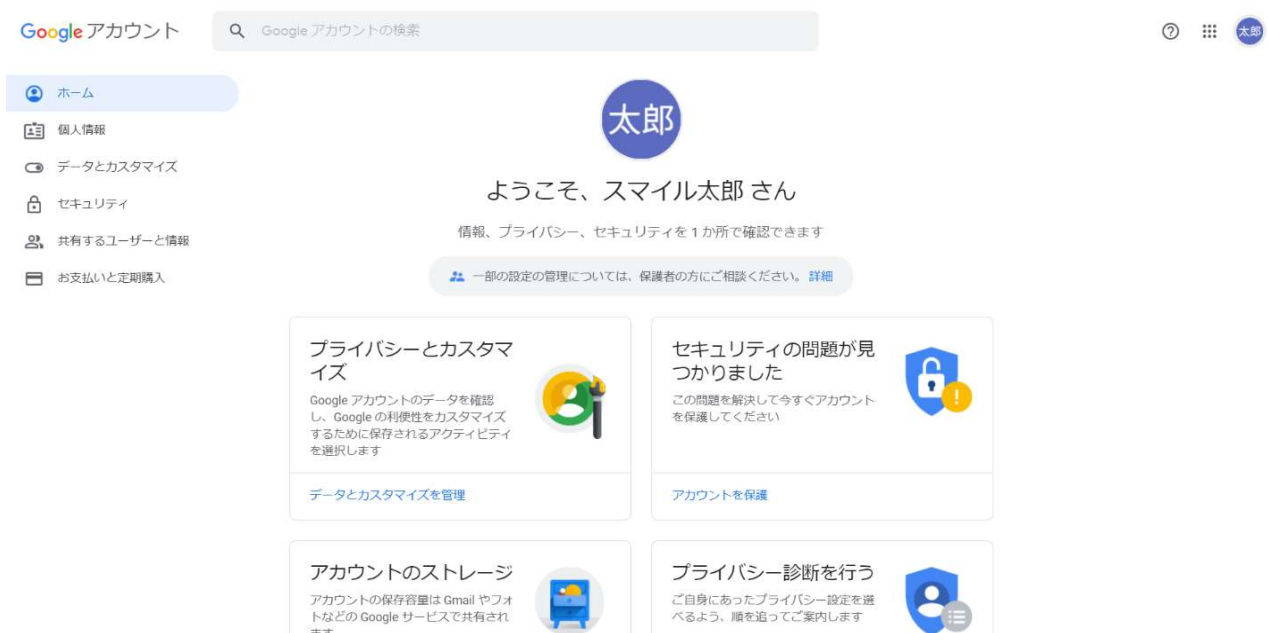 Google アカウント
Google アカウントの検索
太郎
ホーム
個人情報
データとカスタマイズ
セキュリティ
共有するユーザーと情報
お支払いと定期購入
太郎
ようこそ、スマイル太郎 さん
情報、プライバシー、セキュリティを 1 か所で確認できます
一部の設定の管理については、保護者の方にご相談ください。 詳細
プライバシーとカスタマ
イズ
Google アカウントのデータを確認
し、Google の利便性をカスタマイズ
するために保存されるアクティビティ
を選択します
データとカスタマイズを管理
セキュリティの問題が見
つかりました
この問題を解決して今すぐアカウント
を保護してください
アカウントを保護
アカウントのストレージ
アカウントの保存容量は Gmail やフォ
トなどの Google サービスで共有され
ます
プライバシー診断を行う
ご自身にあったプライバシー設定を選
べるよう、順を追ってご案内します